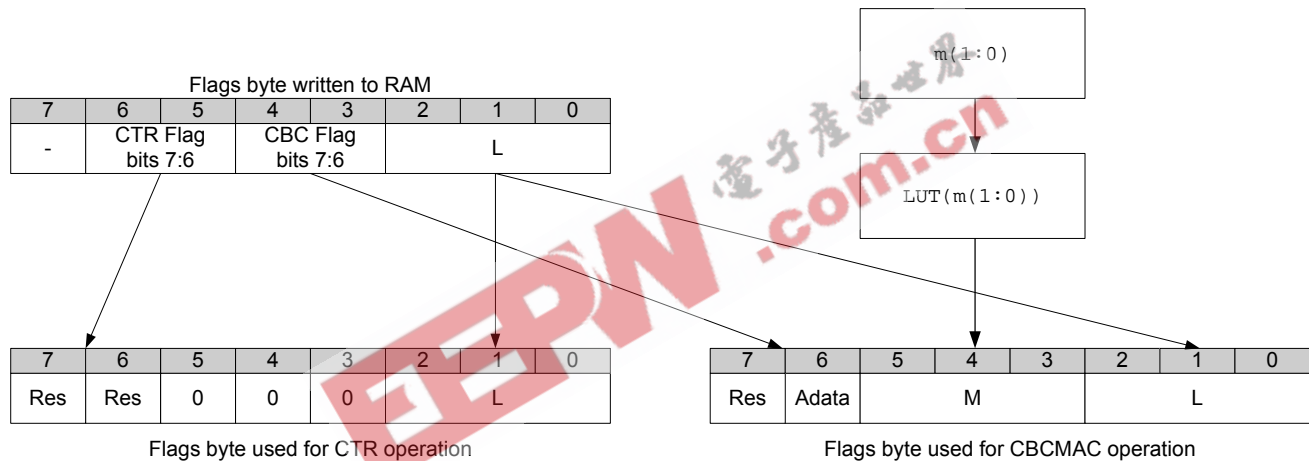 m(1:0)
Flags byte written to RAM
7 6 5 4 3 2 1 0
- CTR Flag bits 7:6 CBC Flag bits 7:6 L
LUT(m(1:0))
電子產品世界
.com.cn
EEPW
7 6 5 4 3 2 1 0
Res Res 0 0 0 L
Flags byte used for CTR operation
7 6 5 4 3 2 1 0
Res Adata M L
Flags byte used for CBCMAC operation